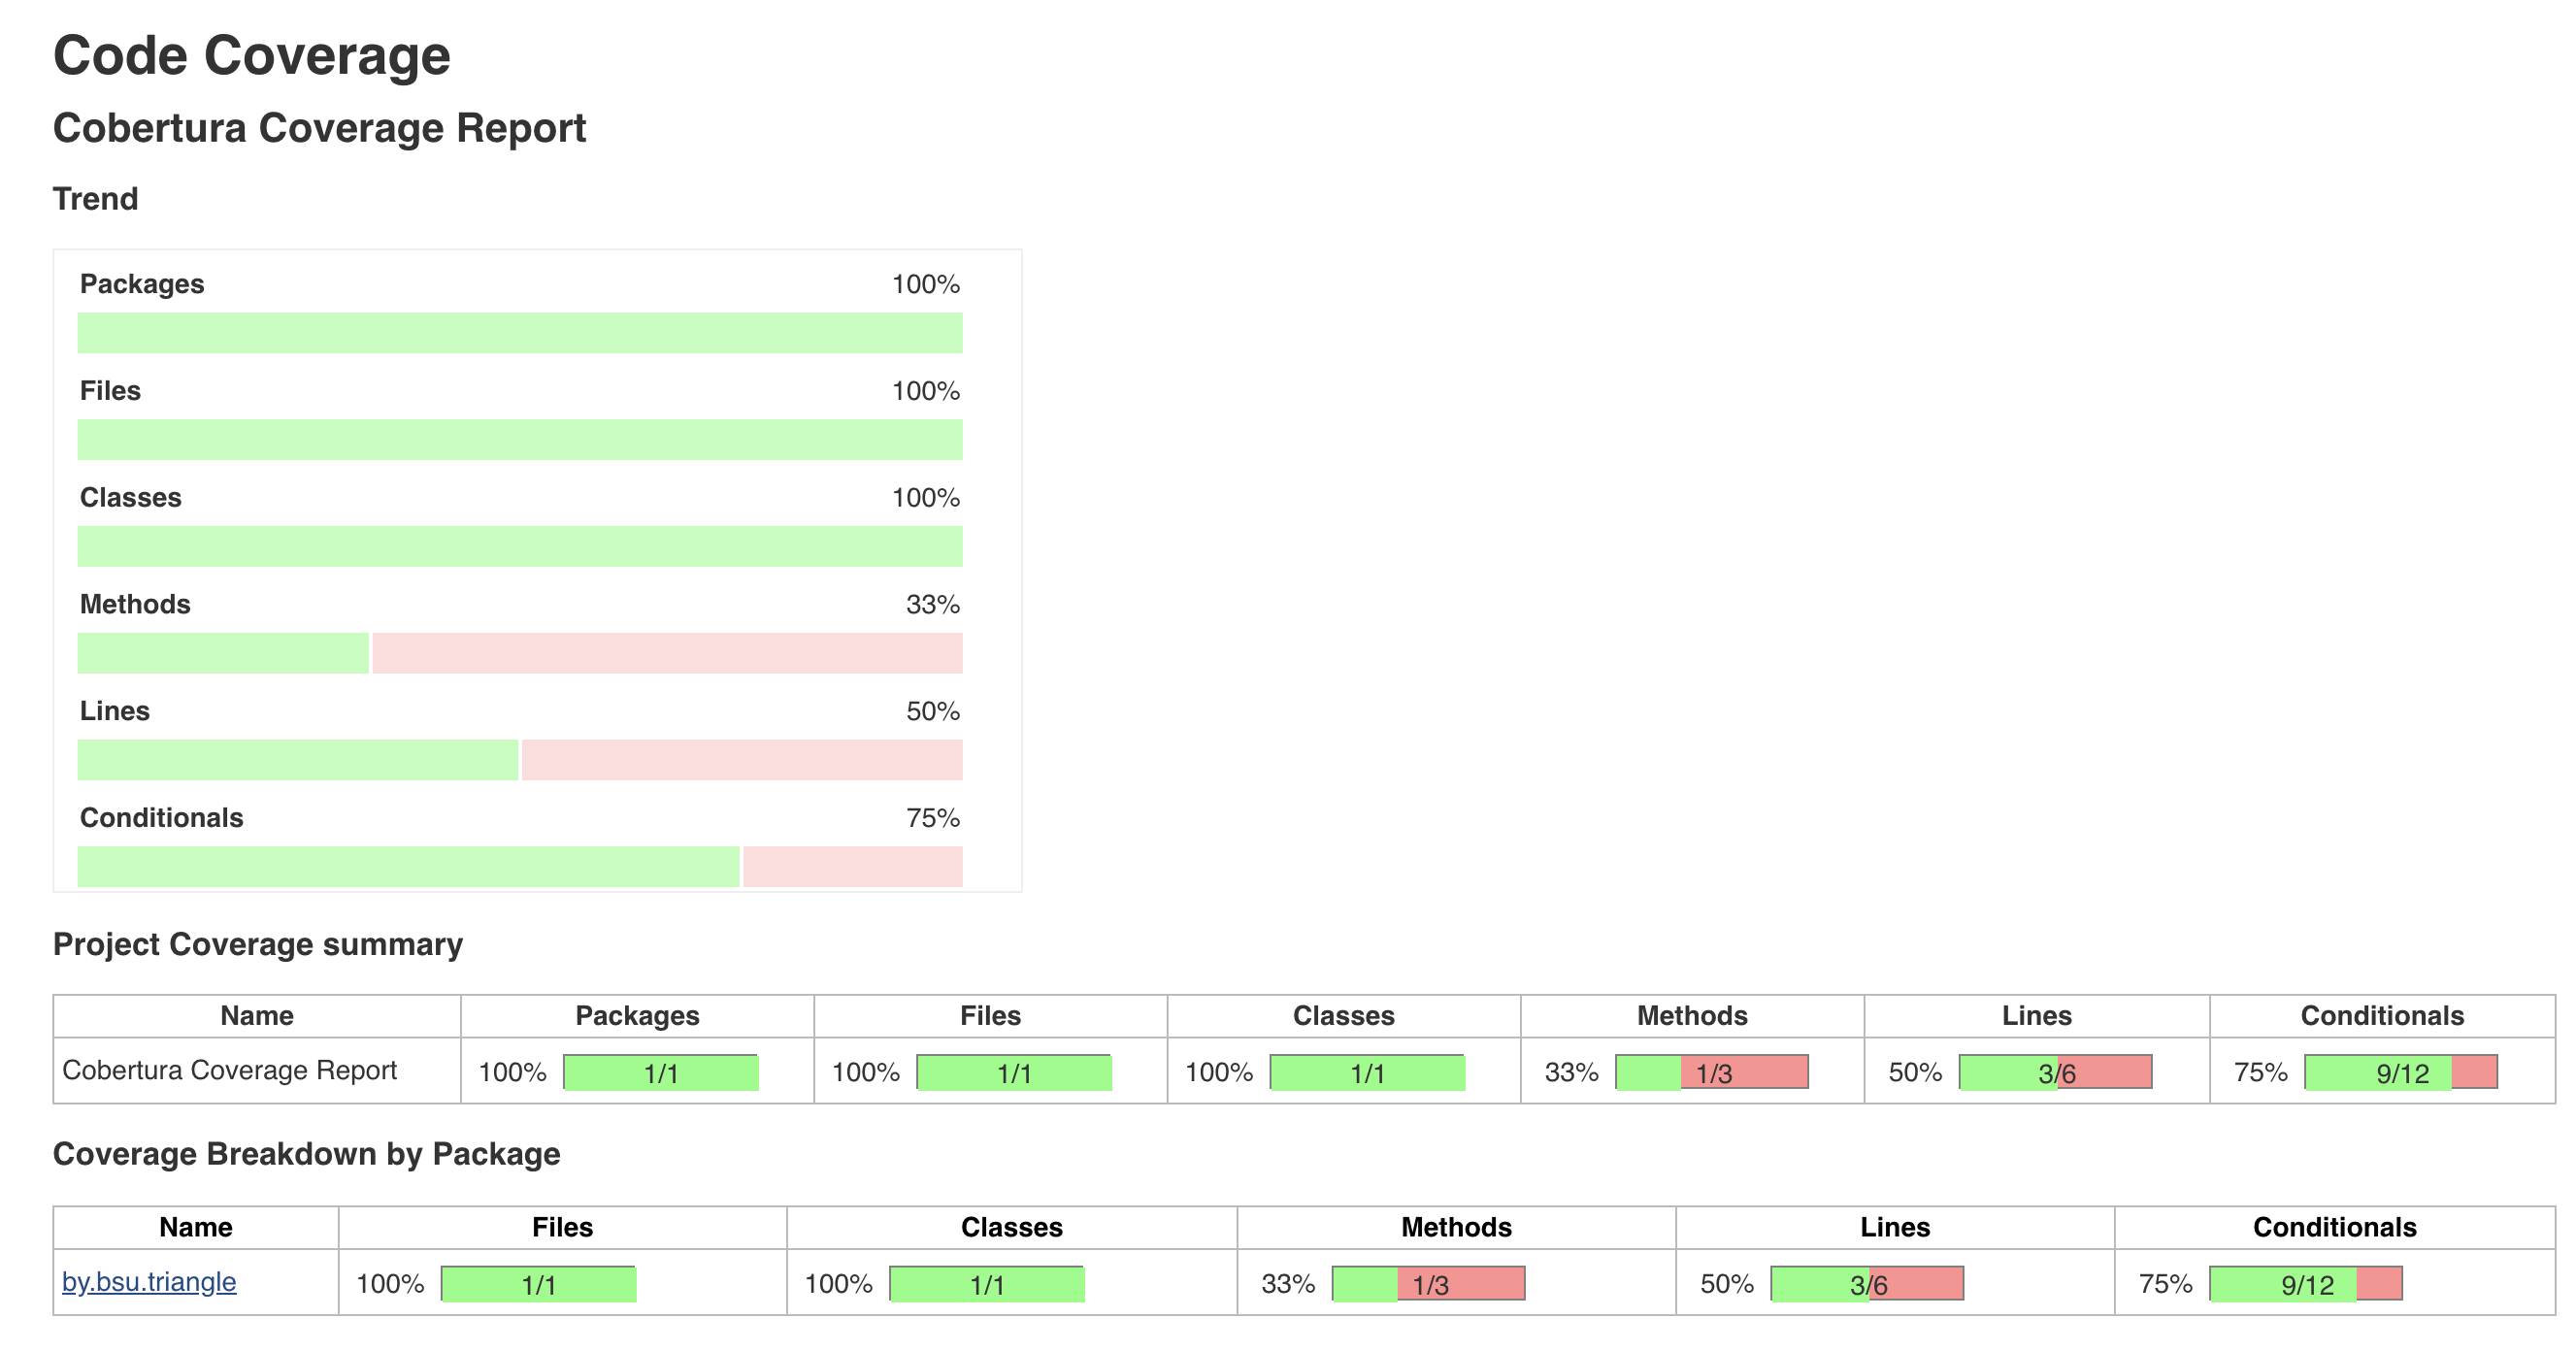 Code Coverage
Cobertura Coverage Report
Trend
Packages 100%
Files 100%
Classes 100%
Methods 33%
Lines 50%
Conditionals 75%
Project Coverage summary
Name Packages Files Classes Methods Lines Conditionals
Cobertura Coverage Report 100% 1/1 100% 1/1 100% 1/1 33% 1/3 50% 3/6 75% 9/12
Coverage Breakdown by Package
Name Files Classes Methods Lines Conditionals
by.bsu.triangle 100% 1/1 100% 1/1 33% 1/3 50% 3/6 75% 9/12